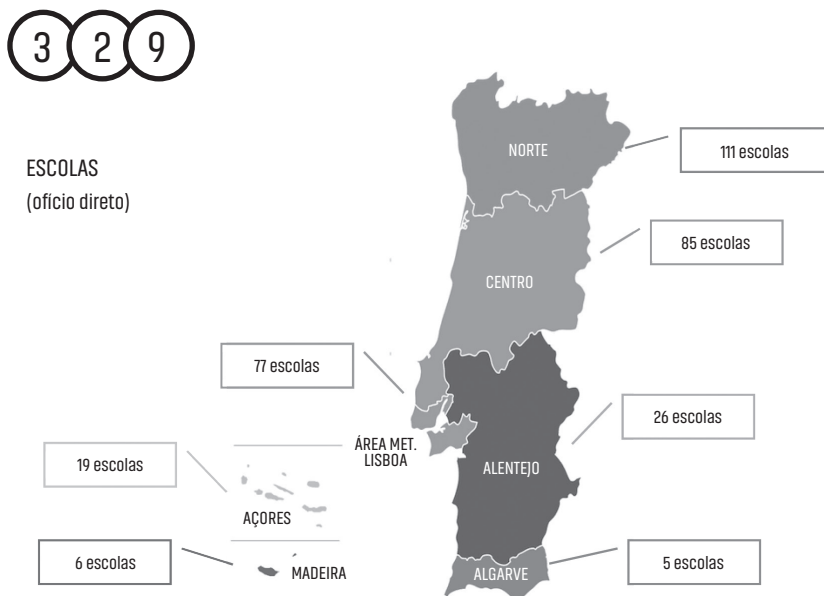 3 2 9
ESCOLAS
(ofício direto)
NORTE
111 escolas
85 escolas
CENTRO
77 escolas
26 escolas
ÁREA MET.
LISBOA
19 escolas
ALENTEJO
AÇORES
6 escolas
MADEIRA
ALGARVE
5 escolas